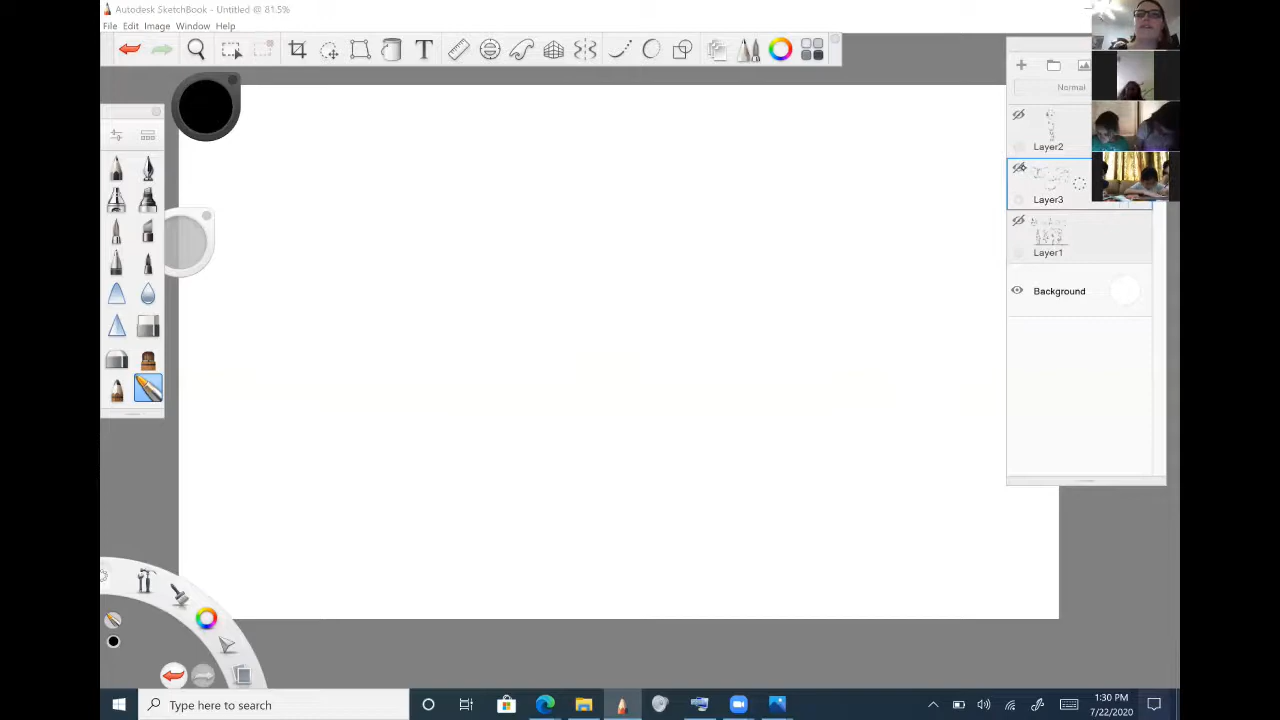 Autodesk SketchBook - Untitled @ 81.5%
File Edit Image Window Help
Normal
Layer2
Layer3
Layer1
Background
Type here to search
1:30 PM
7/22/2020